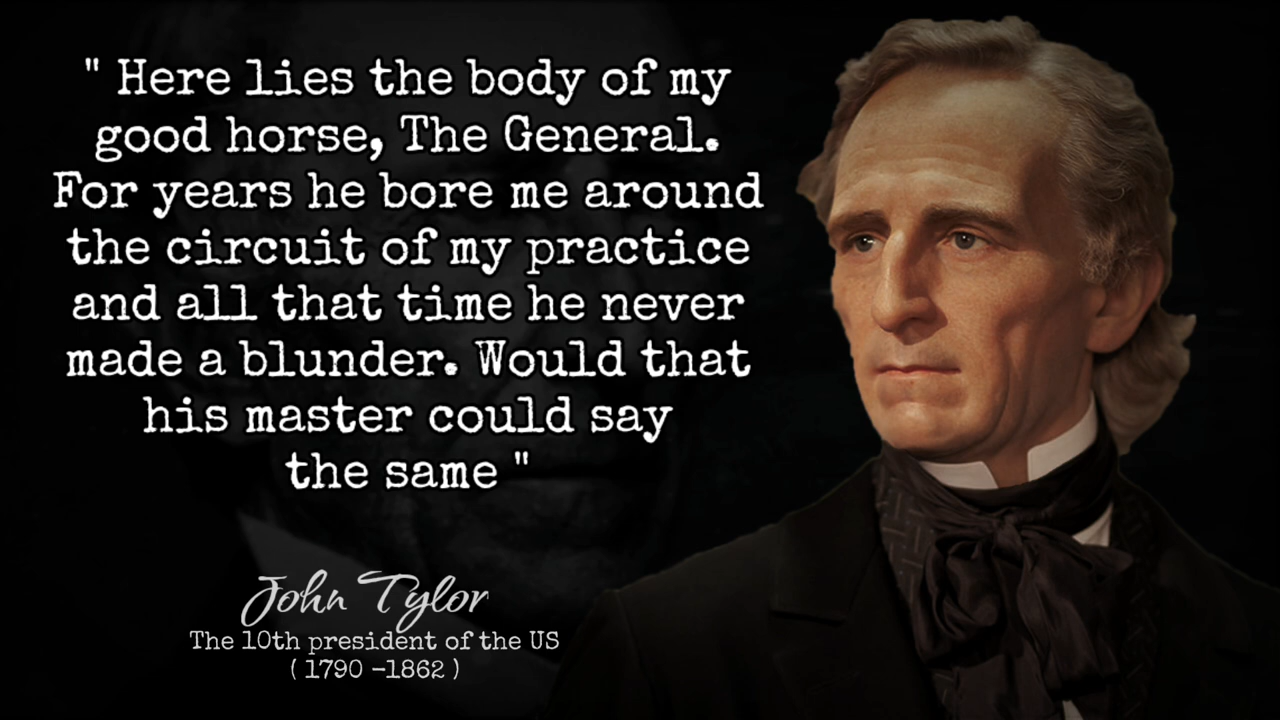 " Here lies the body of my
good horse, The General.
For years he bore me around
the circuit of my practice
and all that time he never
made a blunder. Would that
his master could say
the same "
John Tylor
The 10th president of the US
( 1790 –1862 )